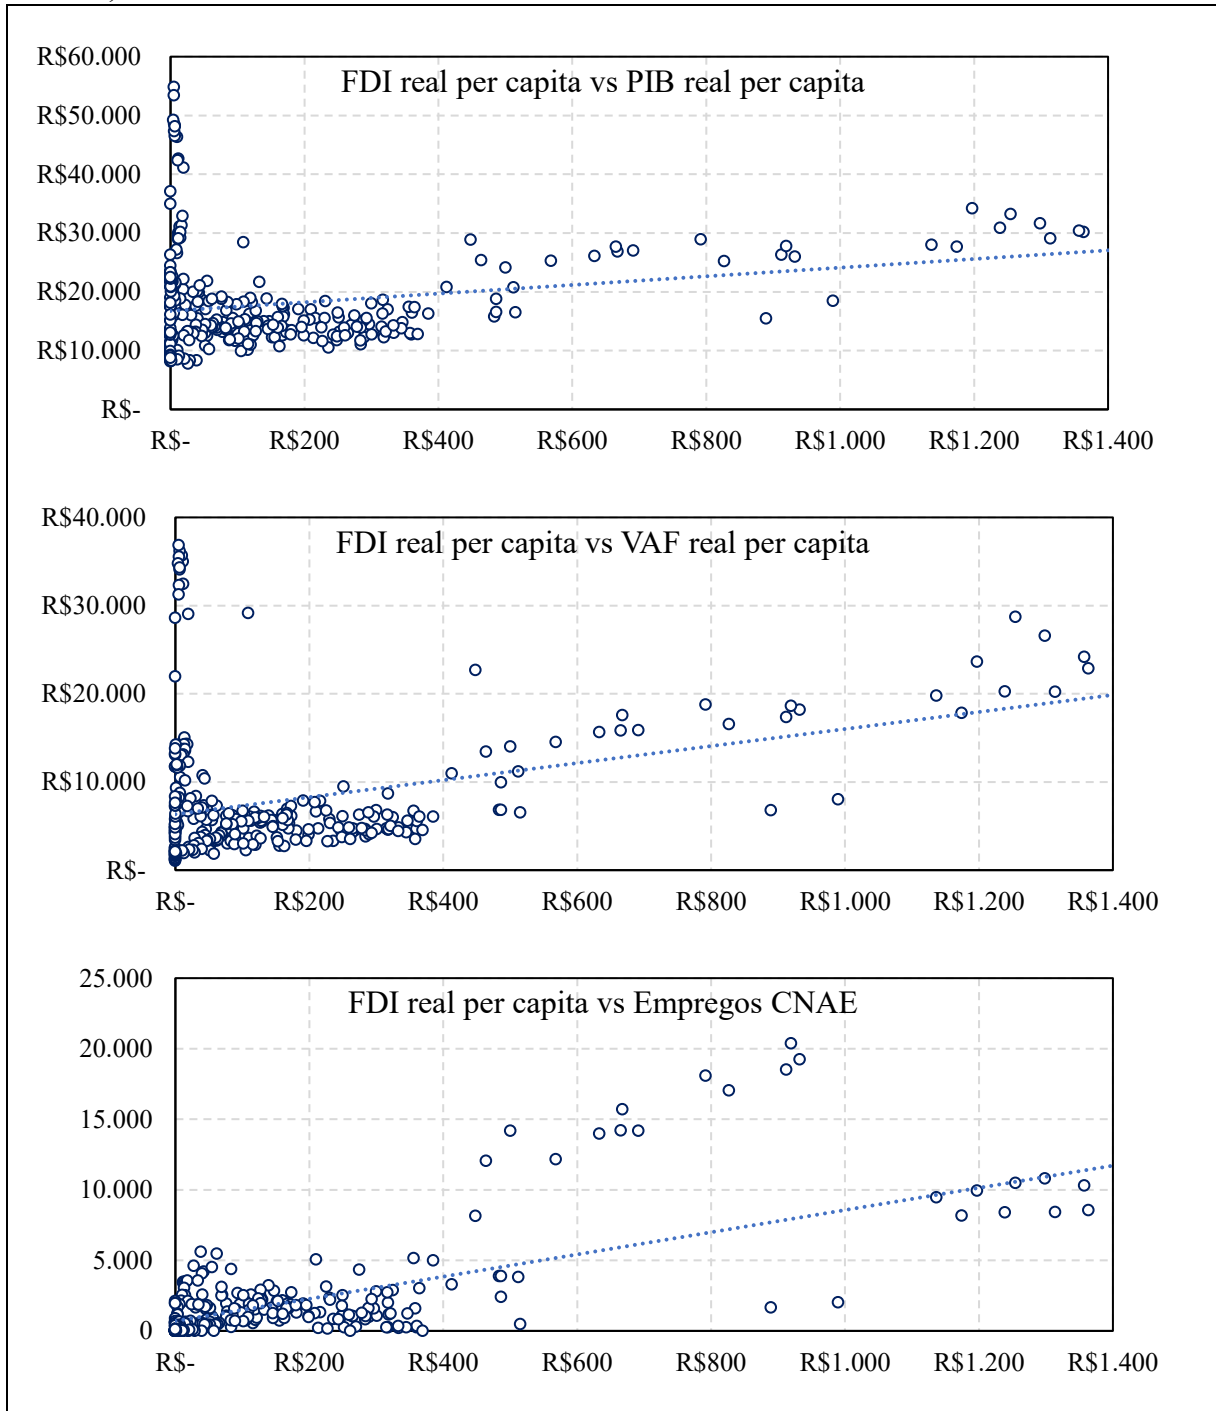 R$60.000
FDI real per capita vs PIB real per capita
R$50.000
R$40.000
R$30.000
R$20.000
R$10.000
R$-
R$- R$200 R$400 R$600 R$800 R$1.000 R$1.200 R$1.400
R$40.000
FDI real per capita vs VAF real per capita
R$30.000
R$20.000
R$10.000
R$-
R$- R$200 R$400 R$600 R$800 R$1.000 R$1.200 R$1.400
25.000
FDI real per capita vs Empregos CNAE
20.000
15.000
10.000
5.000
0
R$- R$200 R$400 R$600 R$800 R$1.000 R$1.200 R$1.400